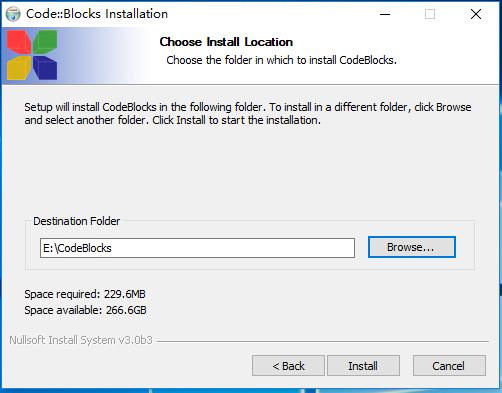 Code::Blocks Installation
Choose Install Location
Choose the folder in which to install CodeBlocks.
Setup will install CodeBlocks in the following folder. To install in a different folder, click Browse
and select another folder. Click Install to start the installation.
Destination Folder
E:\CodeBlocks
Browse...
Space required: 229.6MB
Space available: 266.6GB
Nullsoft Install System v3.0b3
< Back
Install
Cancel